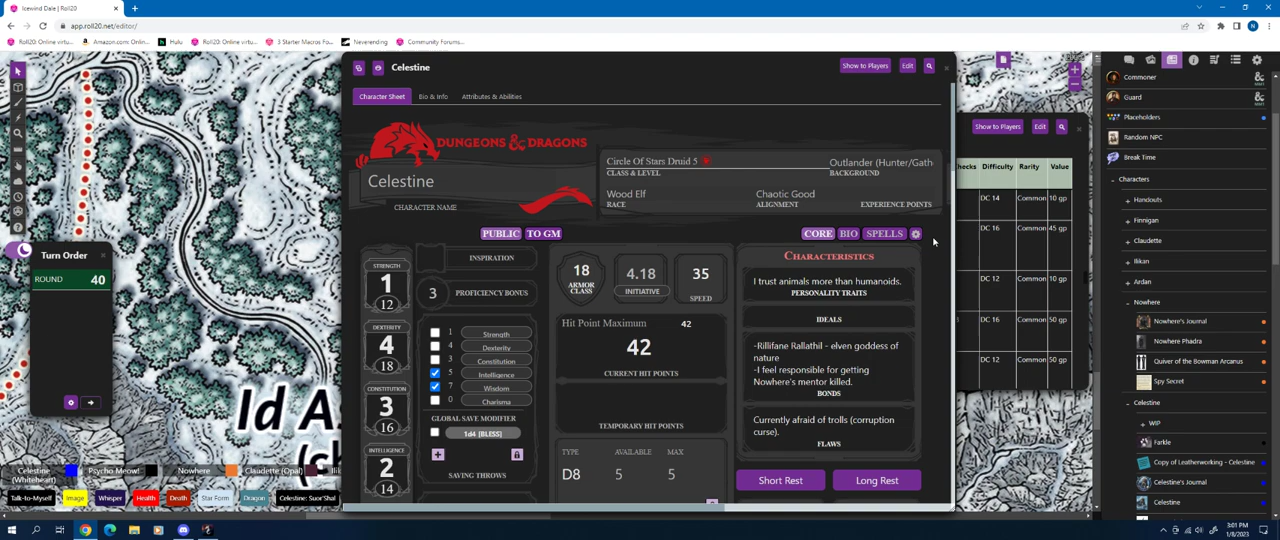 Icewind Dale | Roll20
app.roll20.net/editor/
Roll20: Online virtu...
Amazon.com: Onlin...
Hulu
Roll20: Online virtu...
3 Starter Macros Fo...
Neverending
Community Forums...
Celestine
Show to Players
Edit
Character Sheet
Bio & Info
Attributes & Abilities
DUNGEONS & DRAGONS
Celestine
CHARACTER NAME
Circle Of Stars Druid 5
CLASS & LEVEL
Outlander (Hunter/Gath
BACKGROUND
Wood Elf
RACE
Chaotic Good
ALIGNMENT
EXPERIENCE POINTS
PUBLIC
TO GM
CORE
BIO
SPELLS
STRENGTH
1
12
DEXTERITY
4
18
CONSTITUTION
3
16
INTELLIGENCE
2
14
INSPIRATION
3
PROFICIENCY BONUS
1 Strength
4 Dexterity
3 Constitution
5 Intelligence
7 Wisdom
0 Charisma
GLOBAL SAVE MODIFIER
1d4 [BLESS]
SAVING THROWS
18
ARMOR
CLASS
4.18
INITIATIVE
35
SPEED
Hit Point Maximum 42
42
CURRENT HIT POINTS
TEMPORARY HIT POINTS
TYPE AVAILABLE MAX
D8 5 5
CHARACTERISTICS
I trust animals more than humanoids.
PERSONALITY TRAITS
IDEALS
-Rillifane Rallathil - elven goddess of
nature
-I feel responsible for getting
Nowhere's mentor killed.
BONDS
Currently afraid of trolls (corruption
curse).
FLAWS
Short Rest
Long Rest
Turn Order
ROUND 40
Id A
(ch
Celestine
(Whiteheart)
Psycho Meow!
Nowhere
Claudette (Opal)
Ilik
Talk-to-Myself
Image
Whisper
Health
Death
Star Form
Dragon
Celestine: Suor'Shal
Show to Players
Edit
Checks Difficulty Rarity Value
DC 14 Common 10 gp
DC 16 Common 45 gp
DC 12 Common 10 gp
DC 16 Common 50 gp
DC 12 Common 50 gp
Commoner
Guard
Placeholders
Random NPC
Break Time
Characters
Handouts
Finnigan
Claudette
Ilikan
Ardan
Nowhere
Nowhere's Journal
Nowhere Phadra
Quiver of the Bowman Arcanus
Spy Secret
Celestine
WIP
Farkle
Copy of Leatherworking - Celestine
Celestine's Journal
Celestine
3:01 PM
1/8/2023